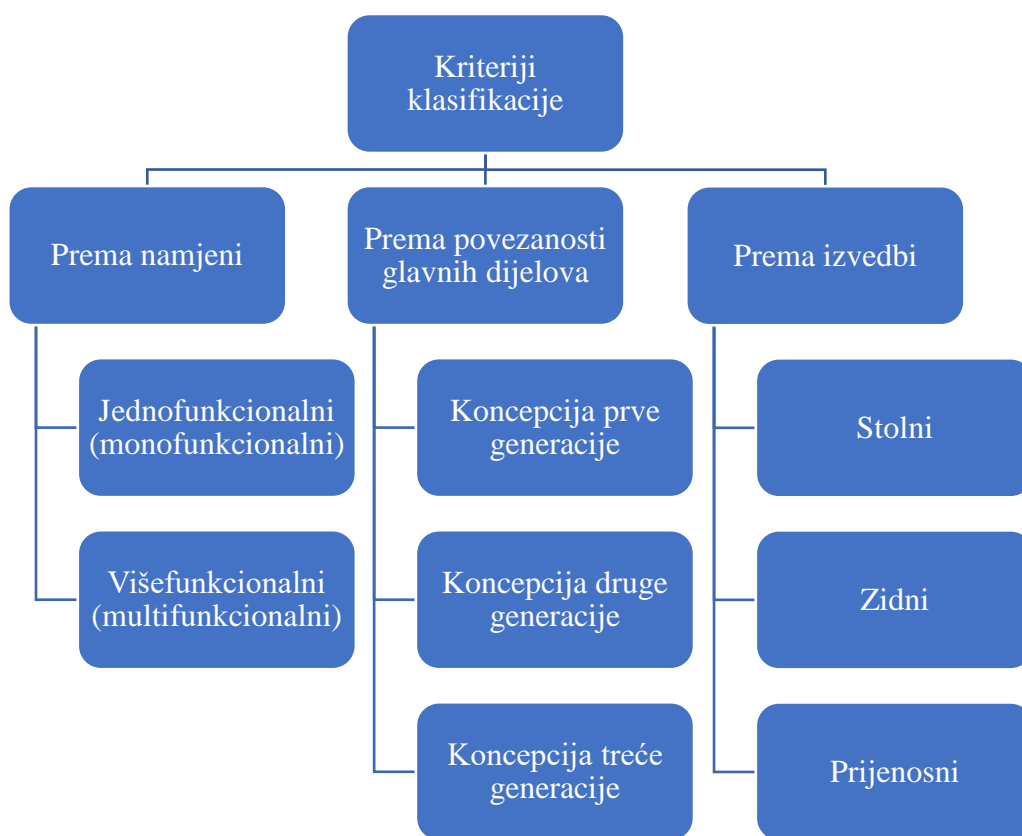 Kriteriji
klasifikacije
Prema namjeni
Jednofunkcionalni
(monofunkcionalni)
Višefunkcionalni
(multifunkcionalni)
Prema povezanosti
glavnih dijelova
Koncepcija prve
generacije
Koncepcija druge
generacije
Koncepcija treće
generacije
Prema izvedbi
Stolni
Zidni
Prijenosni